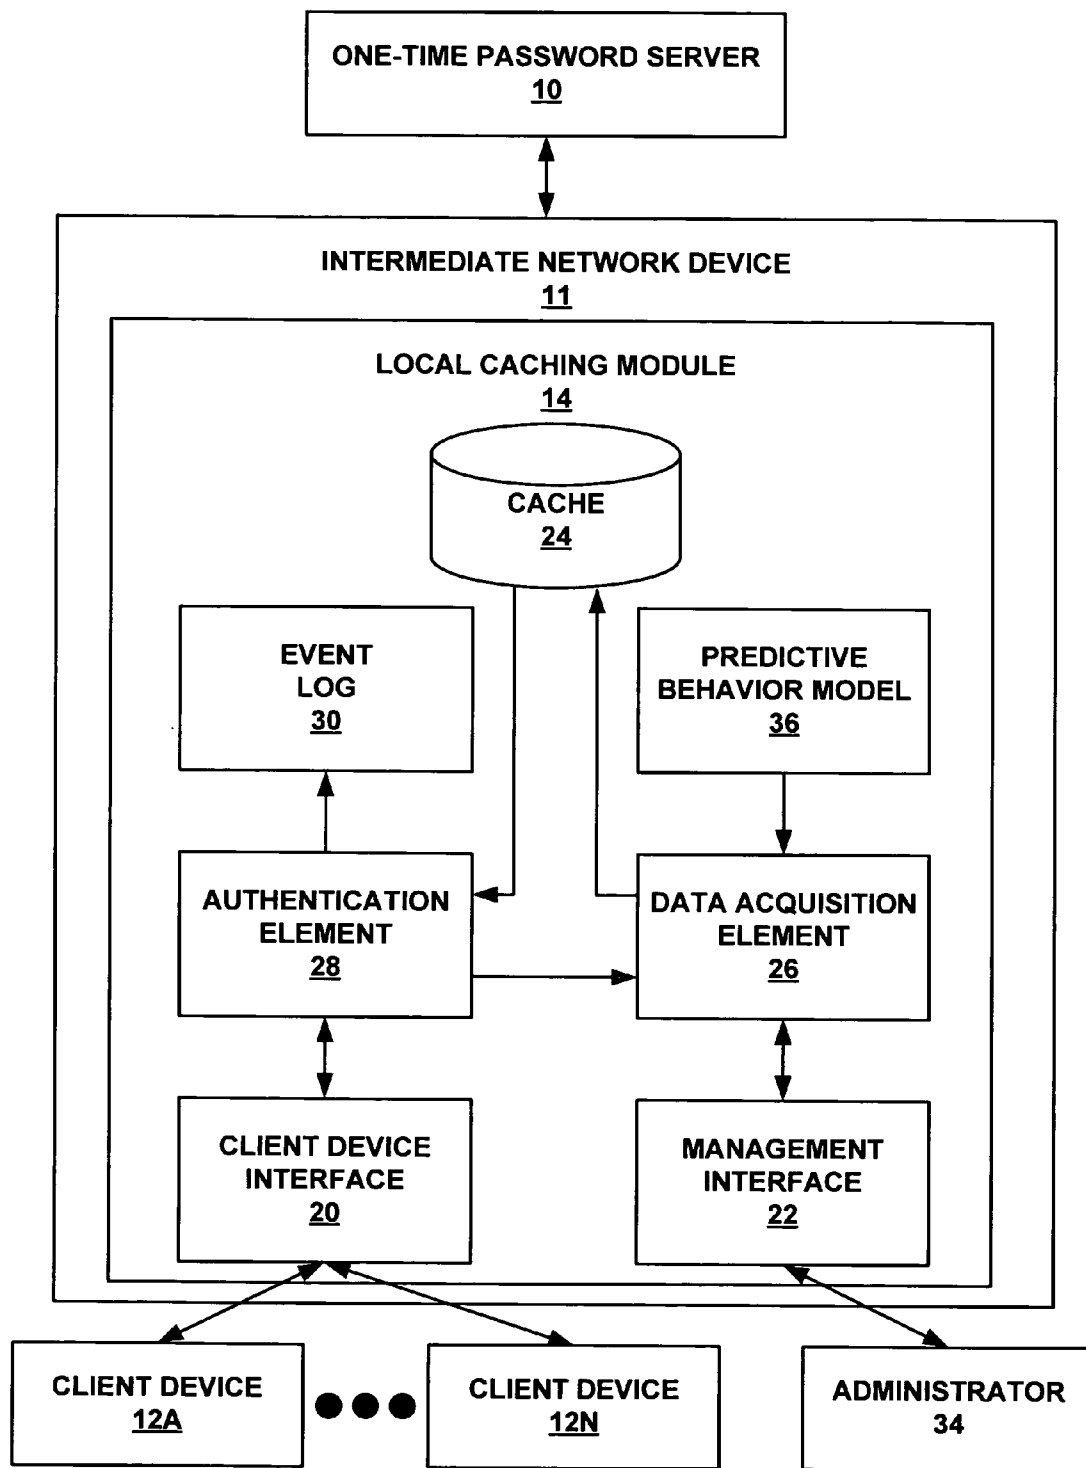 ONE-TIME PASSWORD SERVER
10
INTERMEDIATE NETWORK DEVICE
11
LOCAL CACHING MODULE
14
CACHE
24
EVENT
LOG
30
PREDICTIVE
BEHAVIOR MODEL
36
AUTHENTICATION
ELEMENT
28
DATA ACQUISITION
ELEMENT
26
CLIENT DEVICE
INTERFACE
20
MANAGEMENT
INTERFACE
22
CLIENT DEVICE
12A
CLIENT DEVICE
12N
ADMINISTRATOR
34